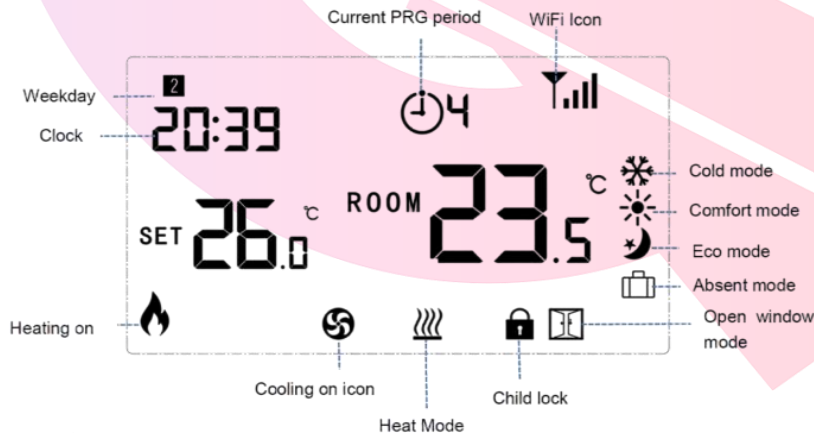 Current PRG period
WiFi Icon
Weekday
2
Clock
20:39
4
SET 26.0 ℃
ROOM 23.5 ℃
Cold mode
Comfort mode
Eco mode
Absent mode
Heating on
Open window
mode
Cooling on icon
Child lock
Heat Mode